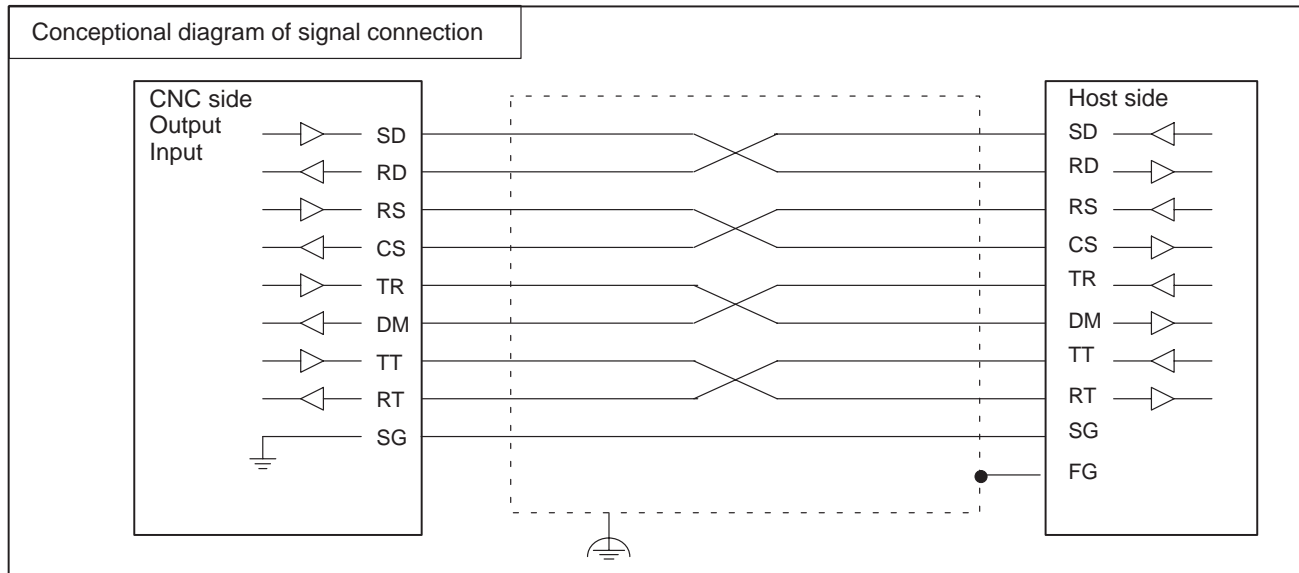 Conceptual diagram of signal connection
CNC side
Output
Input
SD
RD
RS
CS
TR
DM
TT
RT
SG
Host side
SD
RD
RS
CS
TR
DM
TT
RT
SG
FG